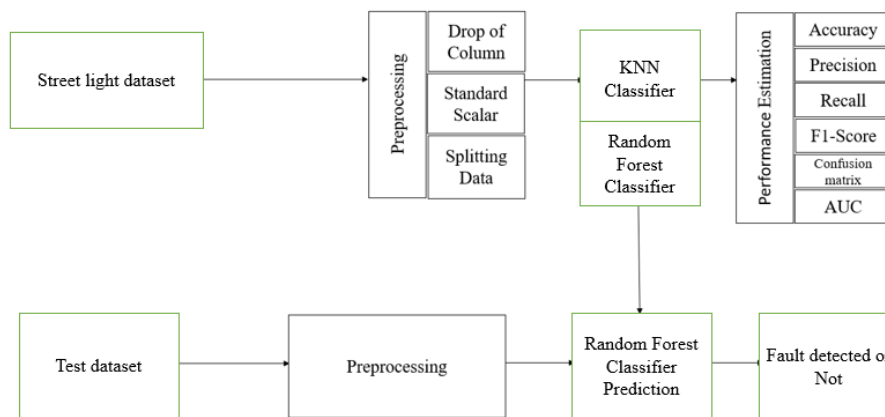 Street light dataset
Preprocessing
Drop of
Column
Standard
Scalar
Splitting
Data
KNN
Classifier
Random
Forest
Classifier
Performance Estimation
Accuracy
Precision
Recall
F1-Score
Confusion
matrix
AUC
Test dataset
Preprocessing
Random Forest
Classifier
Prediction
Fault detected o
Not